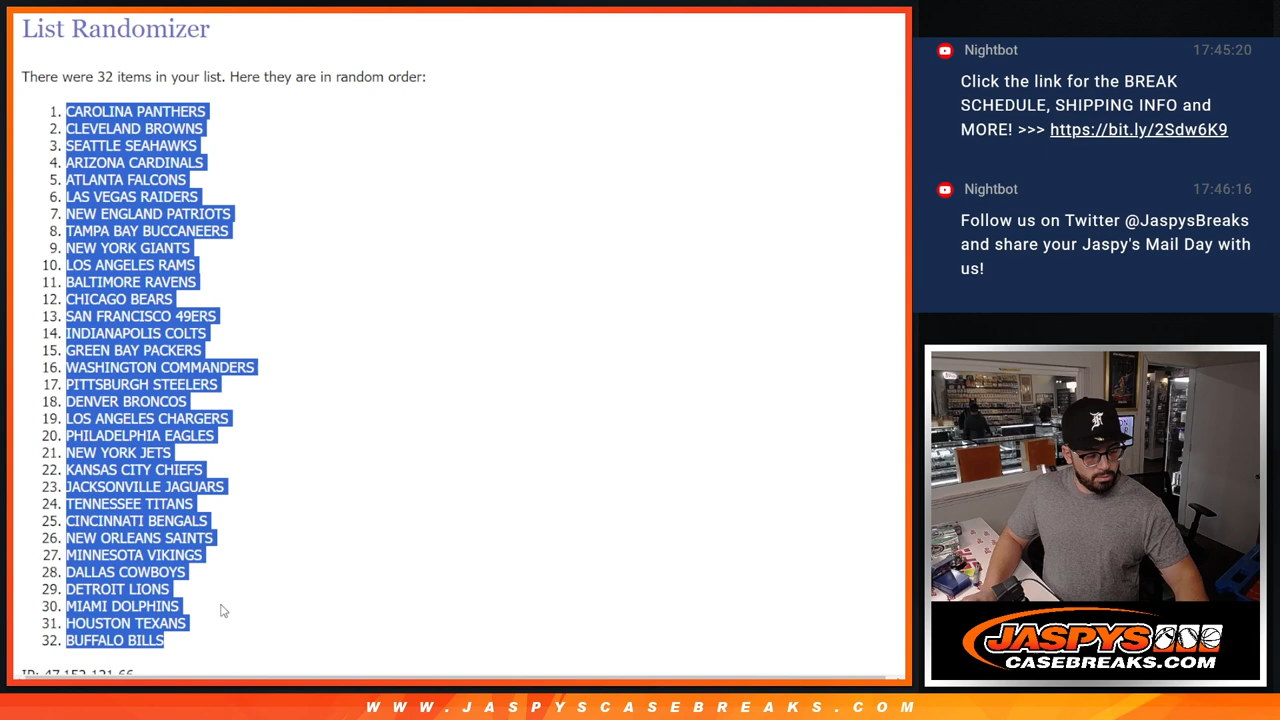 List Randomizer
There were 32 items in your list. Here they are in random order:
1. CAROLINA PANTHERS
2. CLEVELAND BROWNS
3. SEATTLE SEAHAWKS
4. ARIZONA CARDINALS
5. ATLANTA FALCONS
6. LAS VEGAS RAIDERS
7. NEW ENGLAND PATRIOTS
8. TAMPA BAY BUCCANEERS
9. NEW YORK GIANTS
10. LOS ANGELES RAMS
11. BALTIMORE RAVENS
12. CHICAGO BEARS
13. SAN FRANCISCO 49ERS
14. INDIANAPOLIS COLTS
15. GREEN BAY PACKERS
16. WASHINGTON COMMANDERS
17. PITTSBURGH STEELERS
18. DENVER BRONCOS
19. LOS ANGELES CHARGERS
20. PHILADELPHIA EAGLES
21. NEW YORK JETS
22. KANSAS CITY CHIEFS
23. JACKSONVILLE JAGUARS
24. TENNESSEE TITANS
25. CINCINNATI BENGALS
26. NEW ORLEANS SAINTS
27. MINNESOTA VIKINGS
28. DALLAS COWBOYS
29. DETROIT LIONS
30. MIAMI DOLPHINS
31. HOUSTON TEXANS
32. BUFFALO BILLS
Nightbot 17:45:20
Click the link for the BREAK
SCHEDULE, SHIPPING INFO and
MORE! >>> https://bit.ly/2Sdw6K9
Nightbot 17:46:16
Follow us on Twitter @JaspysBreaks
and share your Jaspy's Mail Day with
us!
JASPYS
CASEBREAKS.COM
WWW.JASPYSCASEBREAKS.COM